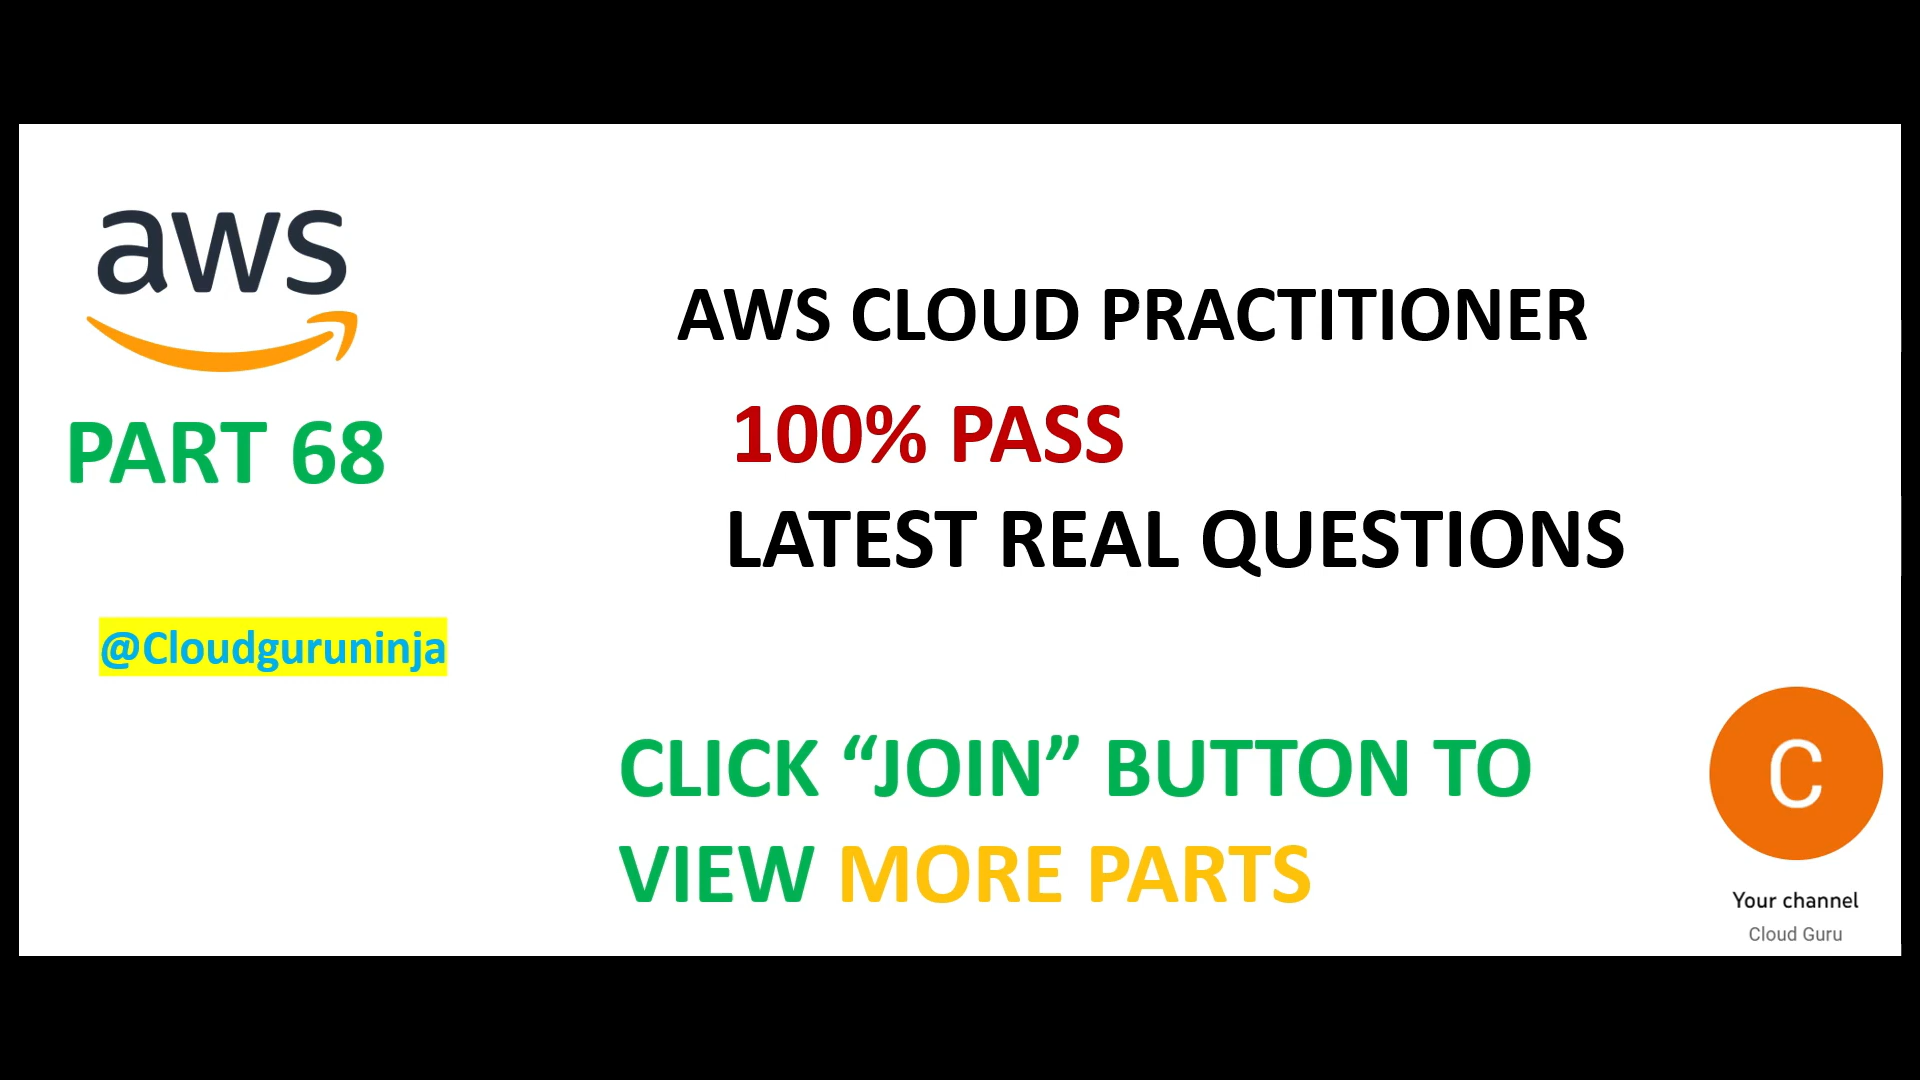 aws
PART 68
@Cloudguruninja
AWS CLOUD PRACTITIONER
100% PASS
LATEST REAL QUESTIONS
CLICK “JOIN” BUTTON TO
VIEW MORE PARTS
C
Your channel
Cloud Guru